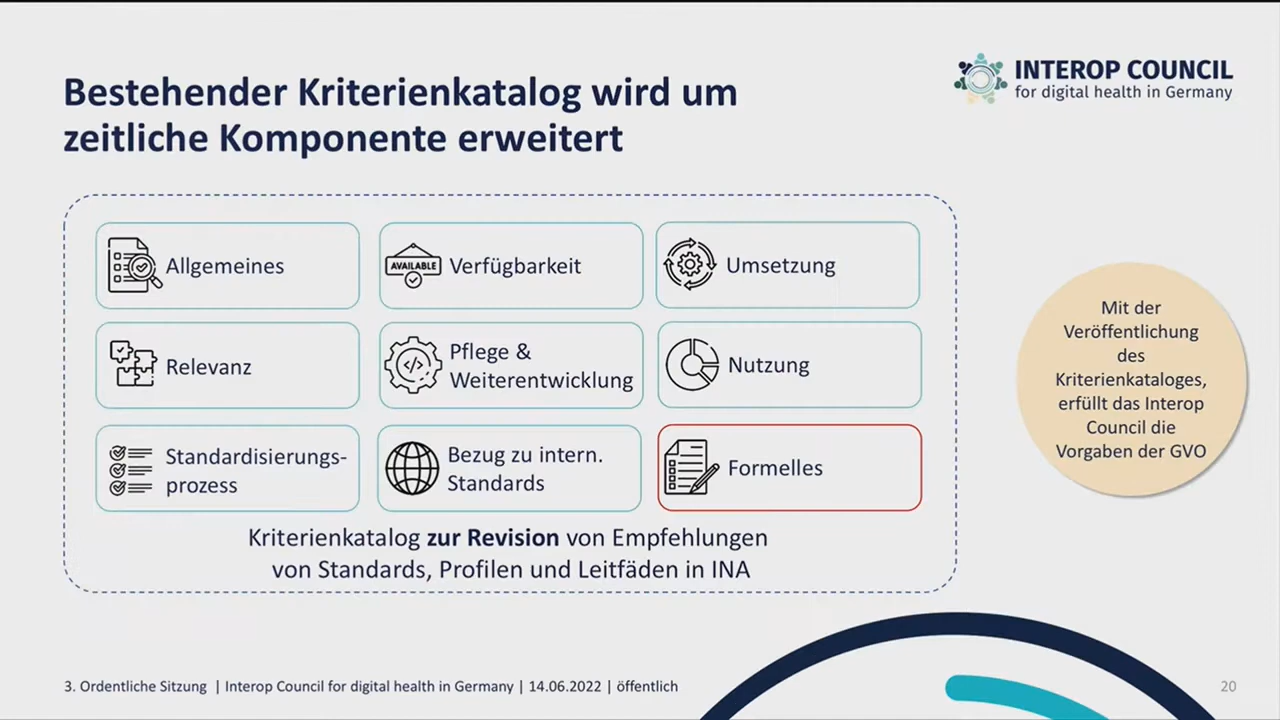 Bestehender Kriterienkatalog wird um
zeitliche Komponente erweitert
INTEROP COUNCIL
for digital health in Germany
Allgemeines
AVAILABLE
Verfügbarkeit
Umsetzung
Relevanz
Pflege &
Weiterentwicklung
Nutzung
Standardisierungs-
prozess
Bezug zu intern.
Standards
Formelles
Kriterienkatalog zur Revision von Empfehlungen
von Standards, Profilen und Leitfäden in INA
Mit der
Veröffentlichung
des
Kriterienkataloges,
erfüllt das Interop
Council die
Vorgaben der GVO
3. Ordentliche Sitzung | Interop Council for digital health in Germany | 14.06.2022 | öffentlich
20